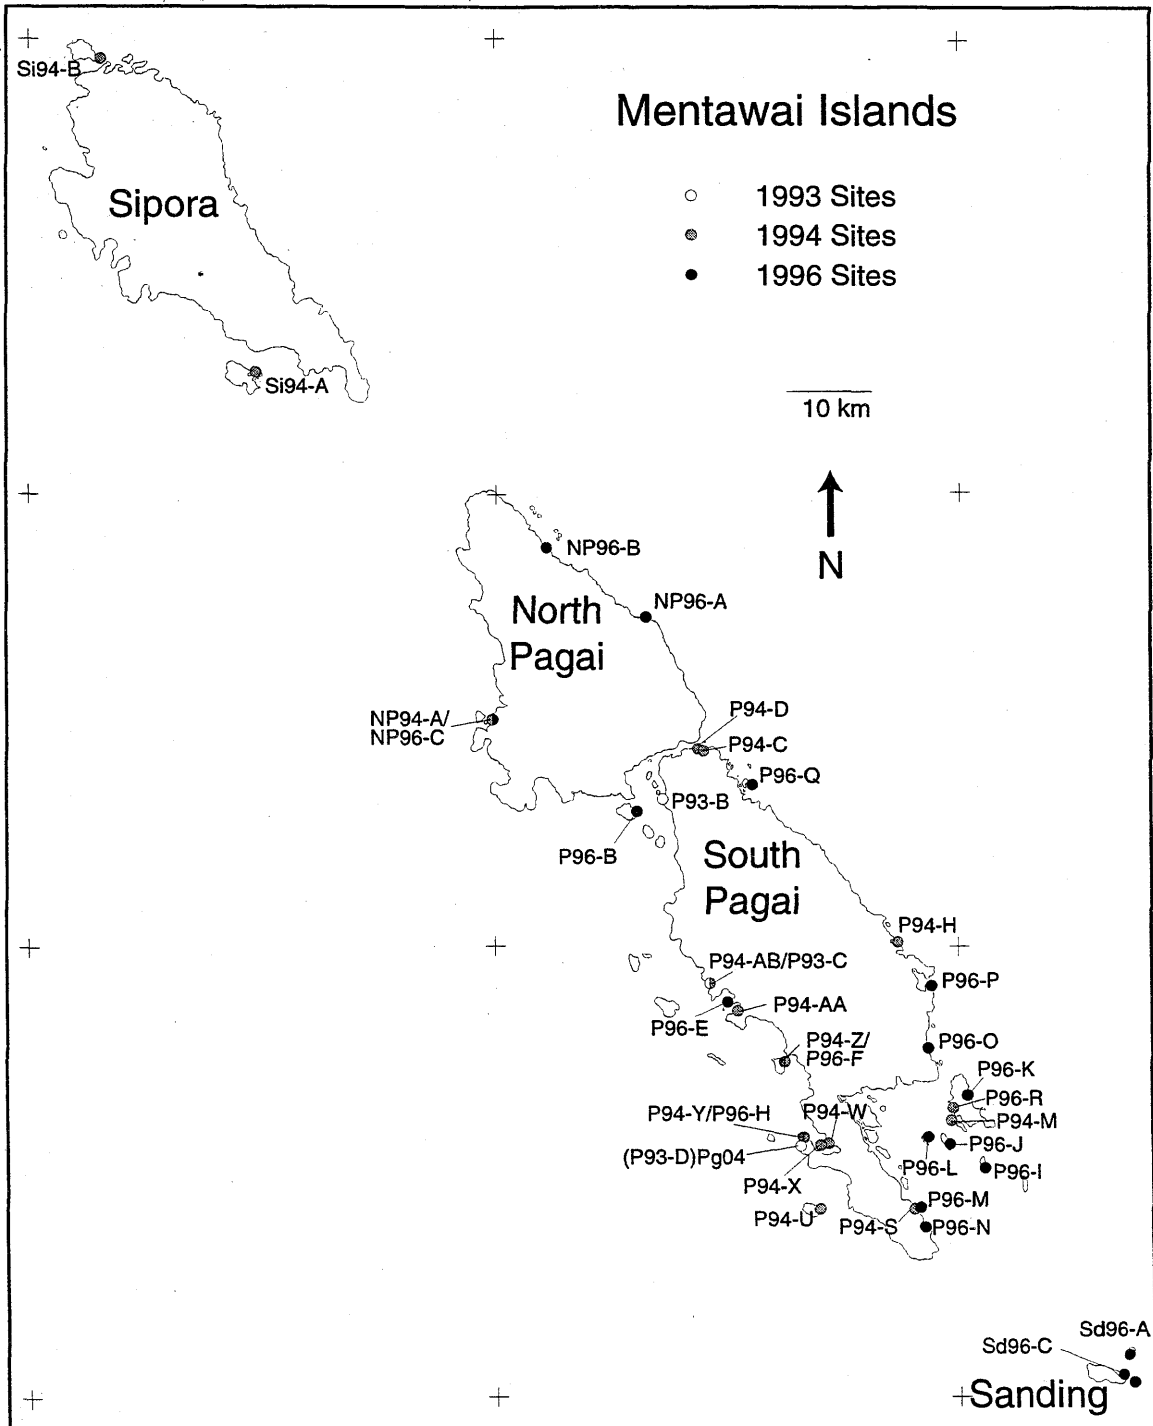 Si94-B
Mentawai Islands
Sipora
1993 Sites
1994 Sites
1996 Sites
Si94-A
10 km
N
NP96-B
North
Pagai
NP96-A
NP94-A/
NP96-C
P94-D
P94-C
P96-Q
P93-B
P96-B
South
Pagai
P94-H
P94-AB/P93-C
P96-P
P94-AA
P96-E
P94-Z/
P96-F
P96-O
P96-K
P96-R
P94-Y/P96-H
P94-W
P94-M
P96-J
(P93-D)Pg04
P96-L
P96-I
P94-X
P96-M
P94-U
P94-S
P96-N
Sd96-A
Sd96-C
Sanding